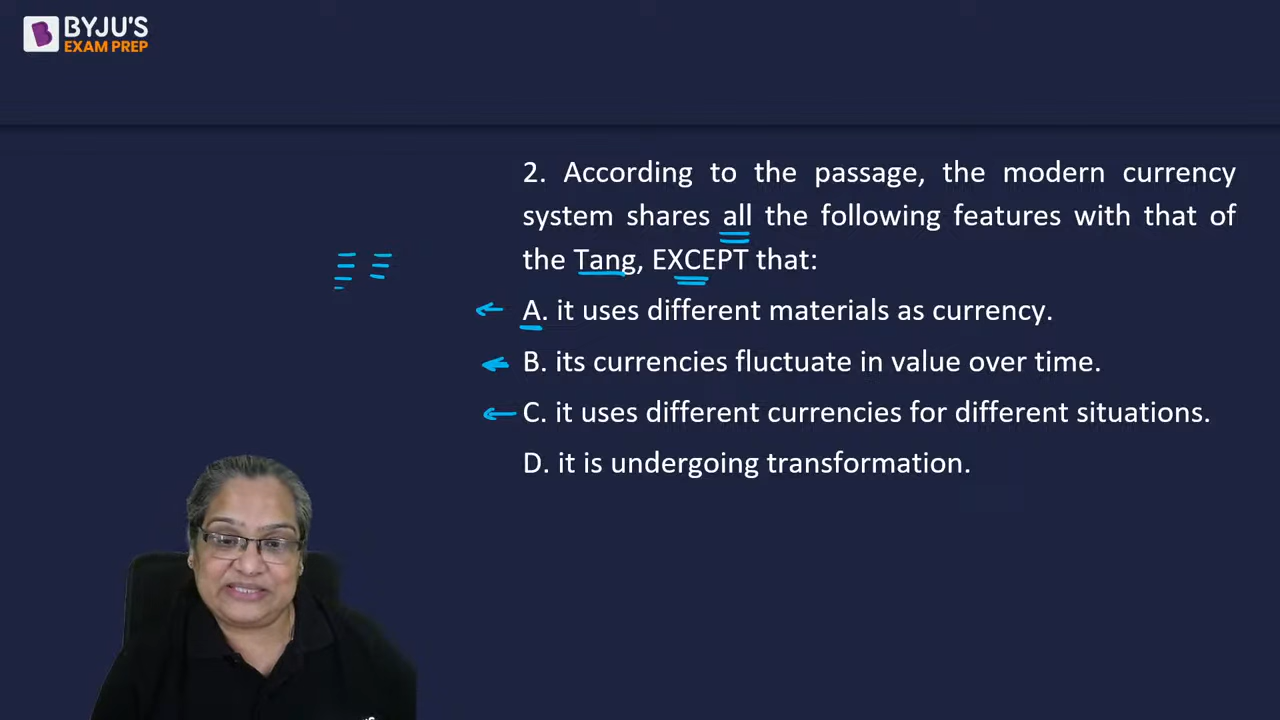 BYJU'S
EXAM PREP
2. According to the passage, the modern currency
system shares all the following features with that of
the Tang, EXCEPT that:
A. it uses different materials as currency.
B. its currencies fluctuate in value over time.
C. it uses different currencies for different situations.
D. it is undergoing transformation.